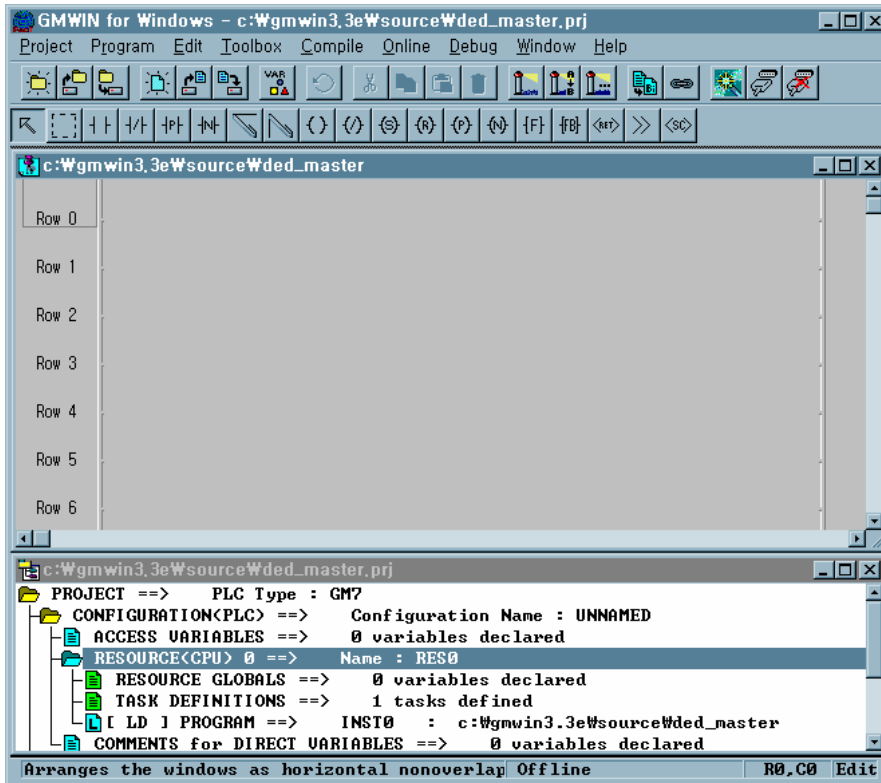 GMWIN for Windows - c:₩gmwin3,3e₩source₩ded_master,prj
Project Program Edit Toolbox Compile Online Debug Window Help
VAR
┤P├ ┤N├ (/) (S) (R) (P) (N) {F} {FB} <RET> >> <SC>
c:₩gmwin3,3e₩source₩ded_master
Row 0
Row 1
Row 2
Row 3
Row 4
Row 5
Row 6
c:₩gmwin3,3e₩source₩ded_master,prj
PROJECT ==> PLC Type : GM7
CONFIGURATION(PLC) ==> Configuration Name : UNNAMED
ACCESS VARIABLES ==> 0 variables declared
RESOURCE(CPU) 0 ==> Name : RES0
RESOURCE GLOBALS ==> 0 variables declared
TASK DEFINITIONS ==> 1 tasks defined
L [ LD ] PROGRAM ==> INST0 : c:₩gmwin3.3e₩source₩ded_master
COMMENTS for DIRECT VARIABLES ==> 0 variables declared
Arranges the windows as horizontal nonoverlap Offline R0,C0 Edit